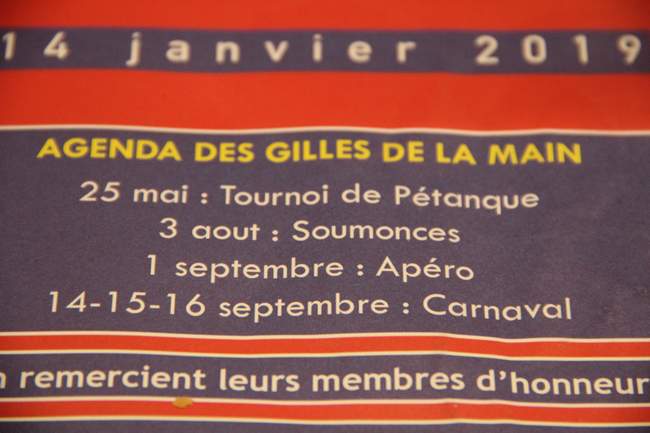 14 janvier 2019
AGENDA DES GILLES DE LA MAIN
25 mai : Tournoi de Pétanque
3 aout : Soumonces
1 septembre : Apéro
14-15-16 septembre : Carnaval
remercient leurs membres d'honneur